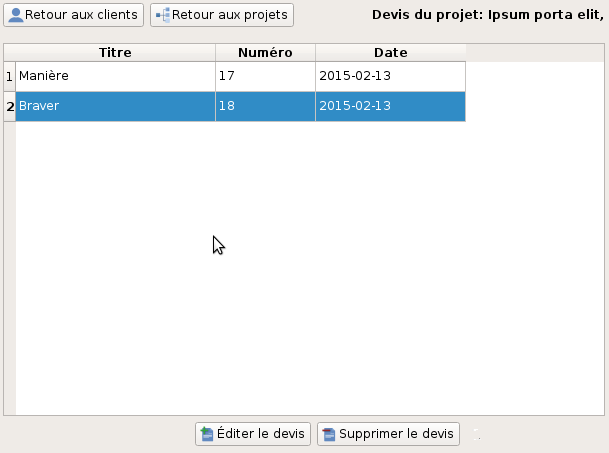 Retour aux clients Retour aux projets Devis du projet: Ipsum porta elit,
Titre Numéro Date
1 Manière 17 2015-02-13
2 Braver 18 2015-02-13
Éditer le devis Supprimer le devis